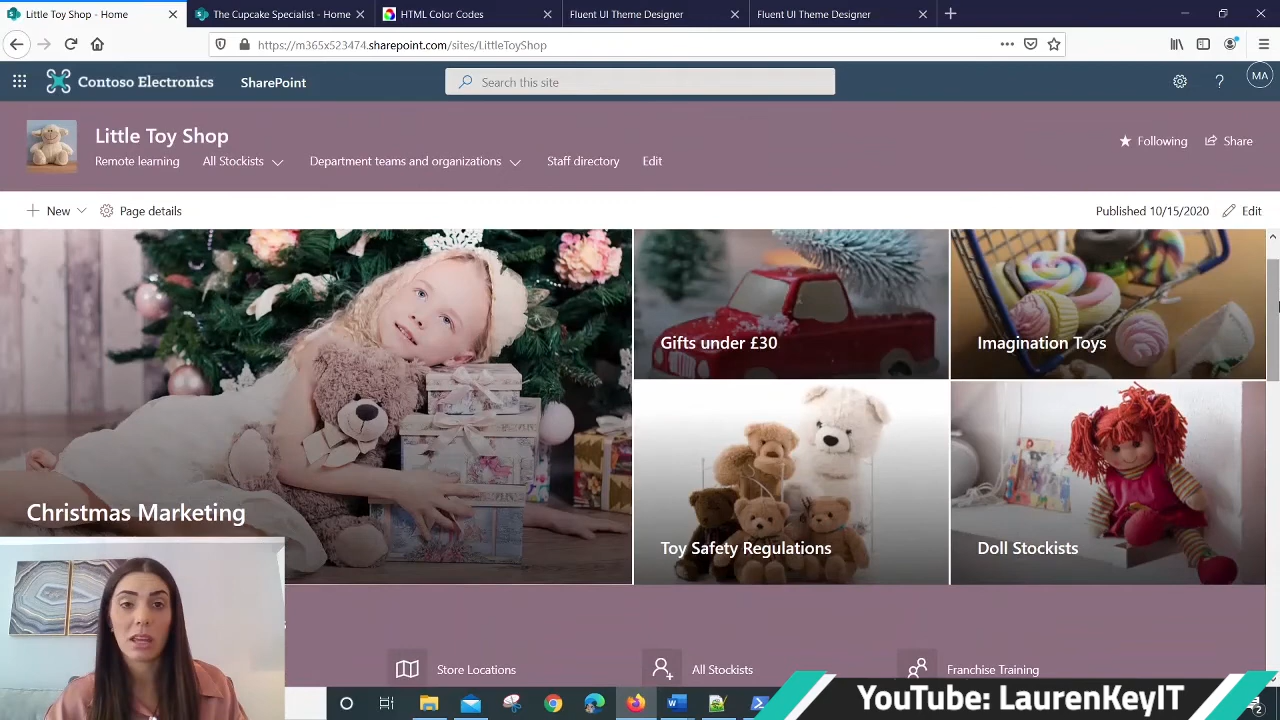 Little Toy Shop - Home
The Cupcake Specialist - Home
HTML Color Codes
Fluent UI Theme Designer
Fluent UI Theme Designer
https://m365x523474.sharepoint.com/sites/LittleToyShop
Contoso Electronics
SharePoint
Search this site
MA
Little Toy Shop
Remote learning
All Stockists
Department teams and organizations
Staff directory
Edit
Following
Share
New
Page details
Published 10/15/2020
Edit
Gifts under £30
Imagination Toys
Christmas Marketing
Toy Safety Regulations
Doll Stockists
Store Locations
All Stockists
Franchise Training
YouTube: LaurenKeyIT
2